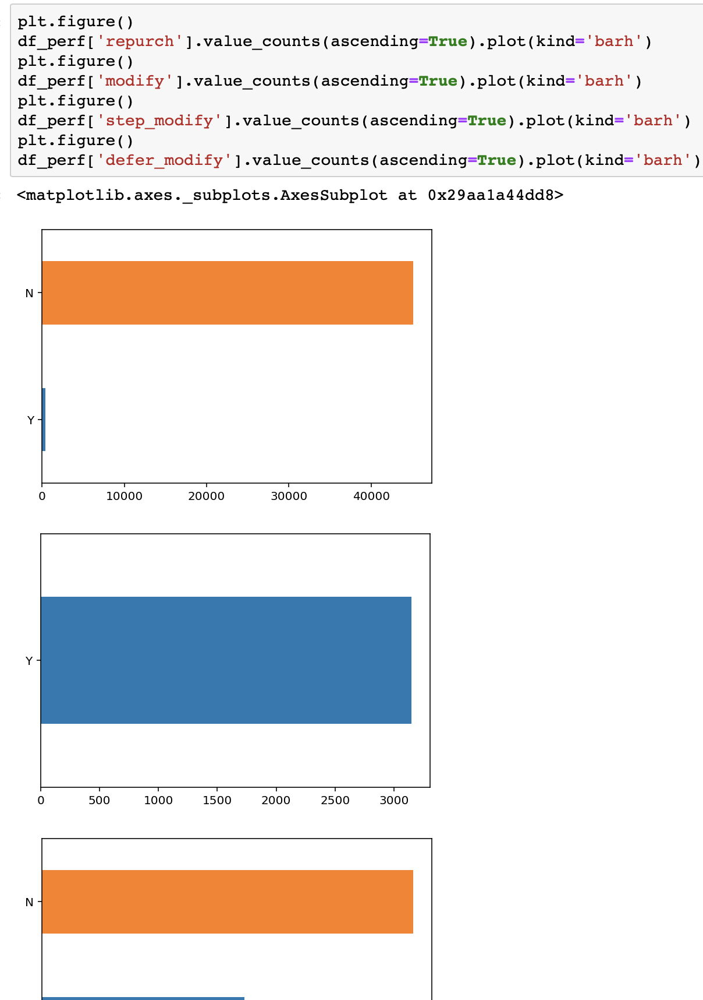 plt.figure()
df_perf['repurch'].value_counts(ascending=True).plot(kind='barh')
plt.figure()
df_perf['modify'].value_counts(ascending=True).plot(kind='barh')
plt.figure()
df_perf['step_modify'].value_counts(ascending=True).plot(kind='barh')
plt.figure()
df_perf['defer_modify'].value_counts(ascending=True).plot(kind='barh')
<matplotlib.axes._subplots.AxesSubplot at 0x29aa1a44dd8>
N
Y
0 10000 20000 30000 40000
Y
0 500 1000 1500 2000 2500 3000
N